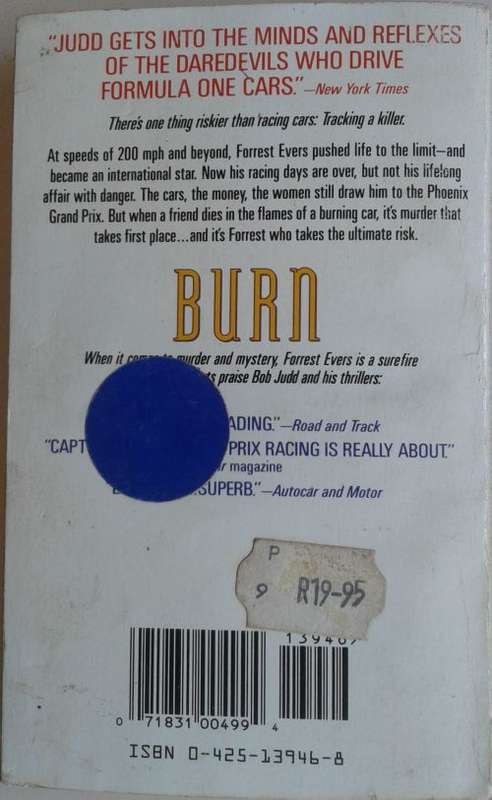 "JUDD GETS INTO THE MINDS AND REFLEXES
OF THE DAREDEVILS WHO DRIVE
FORMULA ONE CARS."—New York Times
There's one thing riskier than racing cars: Tracking a killer.
At speeds of 200 mph and beyond, Forrest Evers pushed life to the limit—and
became an international star. Now his racing days are over, but not his lifelong
affair with danger. The cars, the money, the women still draw him to the Phoenix
Grand Prix. But when a friend dies in the flames of a burning car, it's murder that
takes first place...and it's Forrest who takes the ultimate risk.
BURN
When it comes to murder and mystery, Forrest Evers is a surefire
praise Bob Judd and his thrillers:
ADING."—Road and Track
"CAPT PRIX RACING IS REALLY ABOUT."
magazine
SUPERB."—Autocar and Motor
P
9 R19-95
0 71831 00499 4
ISBN 0-425-13946-8